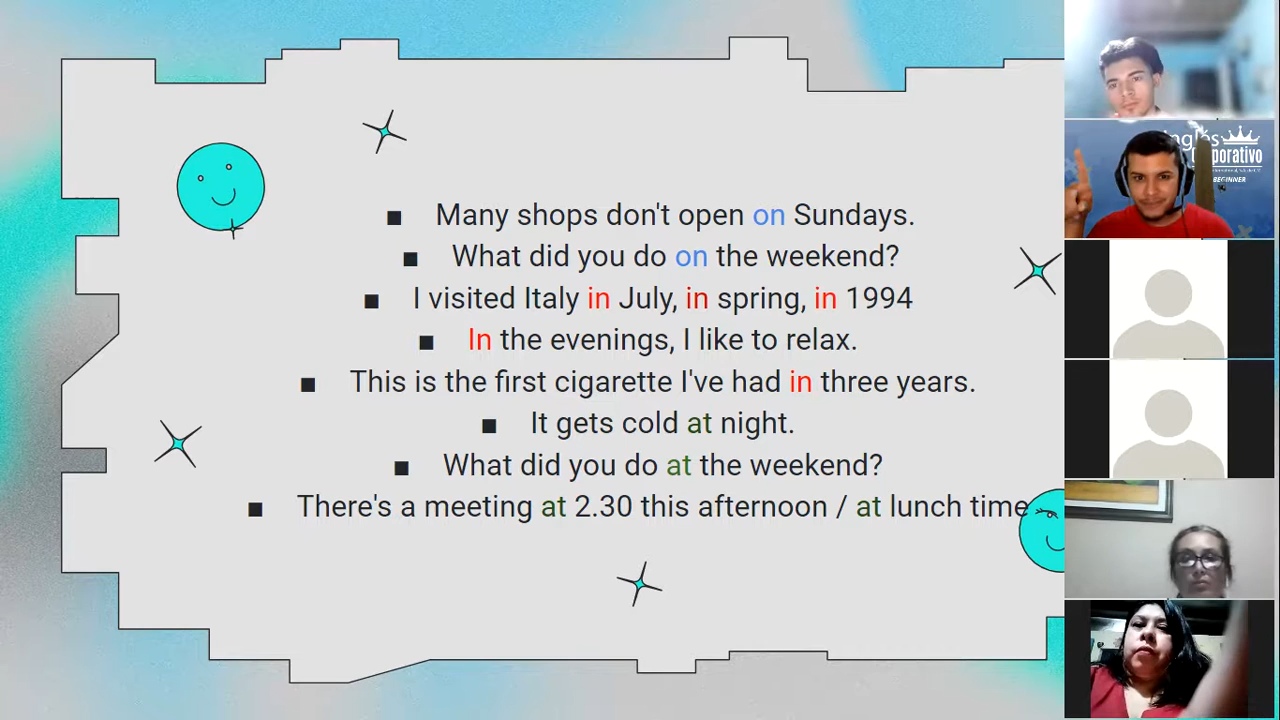 Many shops don't open on Sundays.
What did you do on the weekend?
I visited Italy in July, in spring, in 1994
In the evenings, I like to relax.
This is the first cigarette I've had in three years.
It gets cold at night.
What did you do at the weekend?
There's a meeting at 2.30 this afternoon / at lunch time